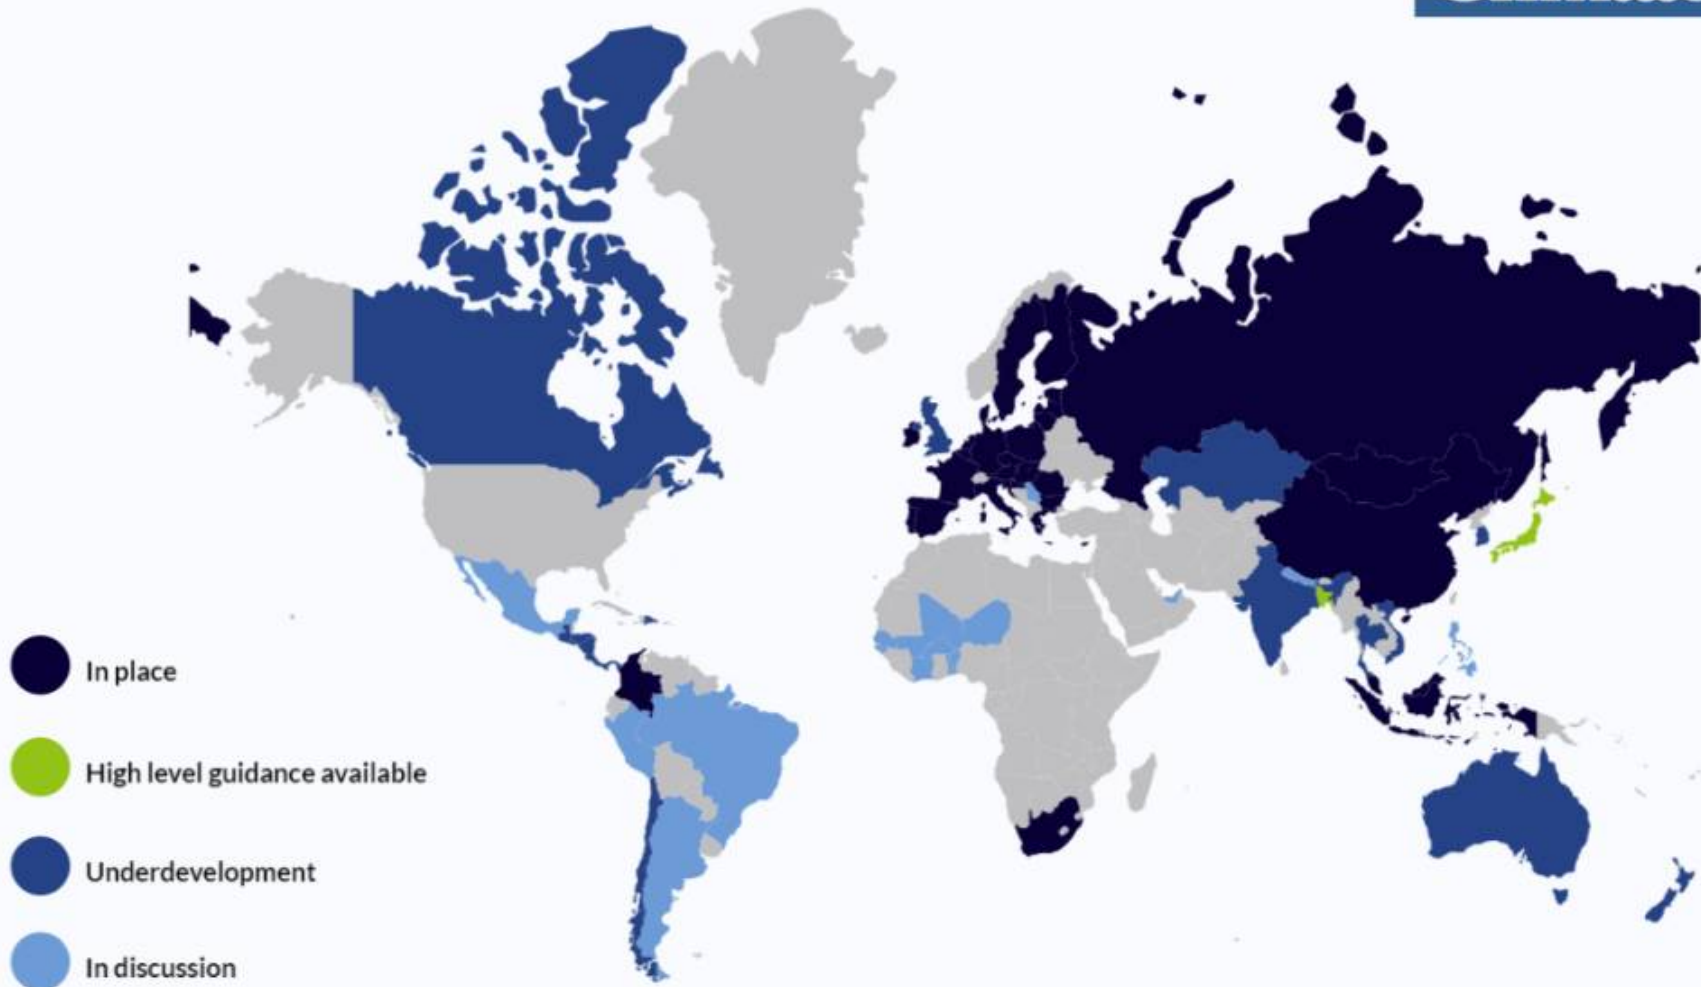 In place
High level guidance available
Underdevelopment
In discussion